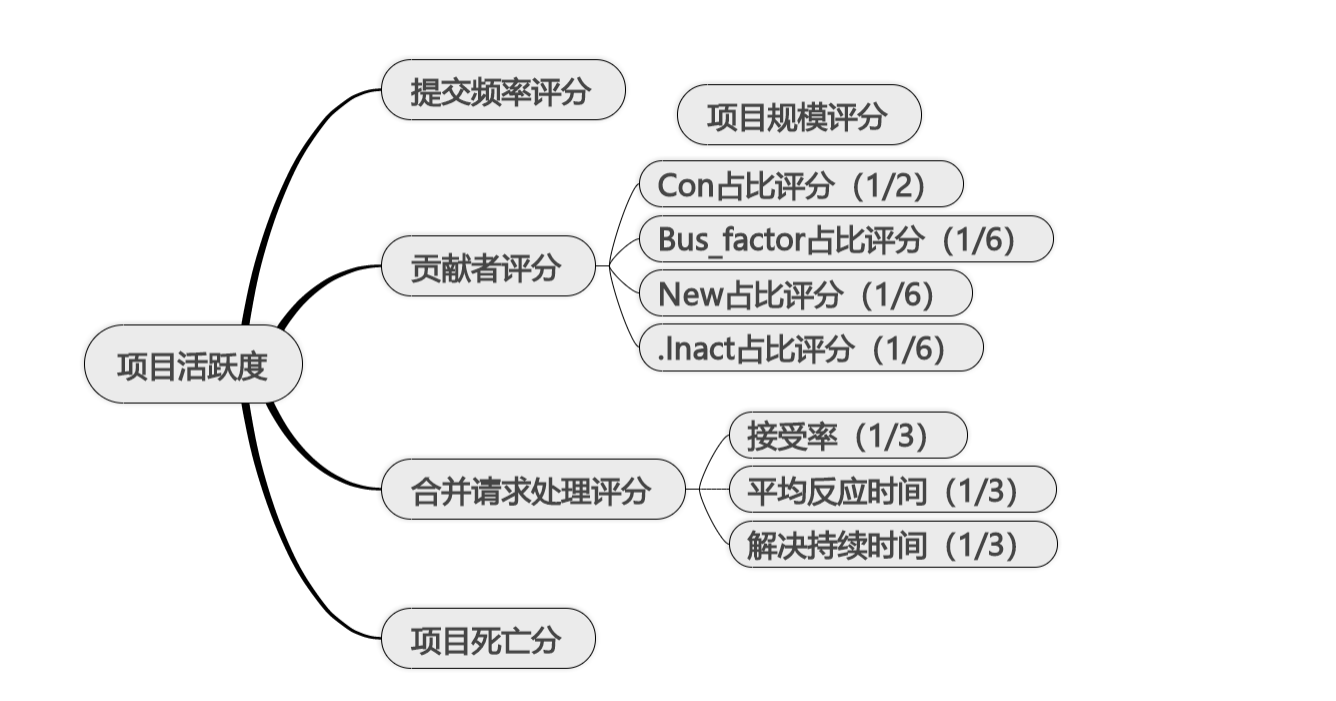 提交频率评分
项目规模评分
Con占比评分（1/2）
Bus_factor占比评分（1/6）
贡献者评分
New占比评分（1/6）
.Inact占比评分（1/6）
项目活跃度
接受率（1/3）
合并请求处理评分
平均反应时间（1/3）
解决持续时间（1/3）
项目死亡分